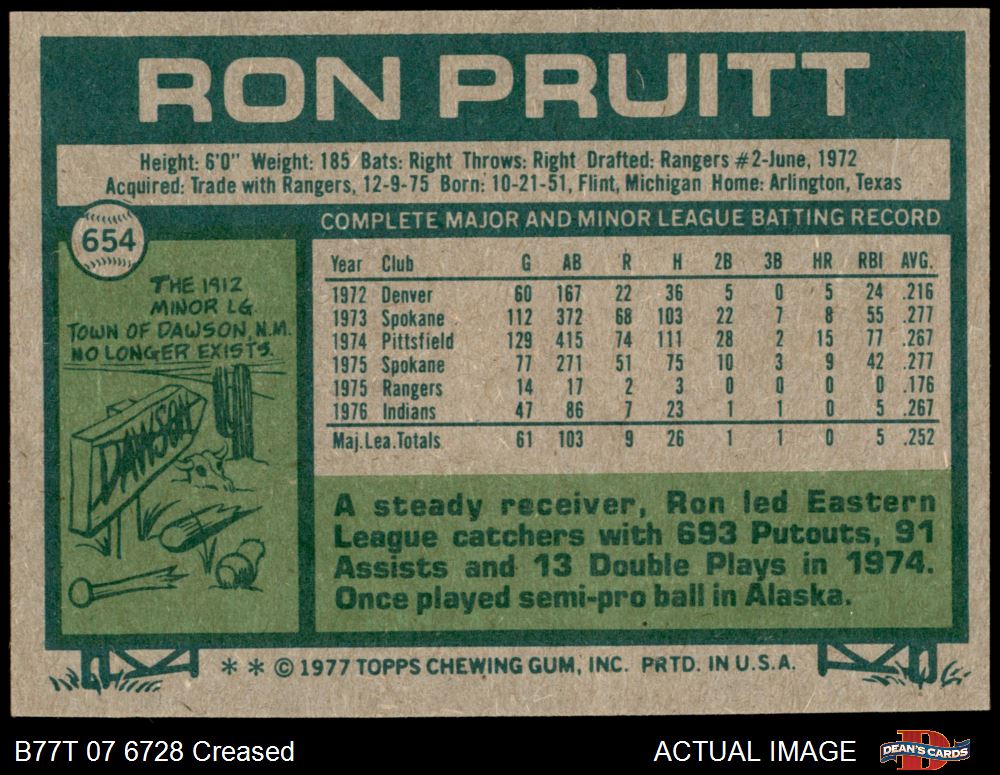 RON PRUITT
Height: 6'0" Weight: 185 Bats: Right Throws: Right Drafted: Rangers #2-June, 1972
Acquired: Trade with Rangers, 12-9-75 Born: 10-21-51, Flint, Michigan Home: Arlington, Texas
654
THE 1912
MINOR LG.
TOWN OF DAWSON, N.M.
NO LONGER EXISTS.
DAWSON
COMPLETE MAJOR AND MINOR LEAGUE BATTING RECORD
Year Club G AB R H 2B 3B HR RBI AVG.
1972 Denver 60 167 22 36 5 0 5 24 .216
1973 Spokane 112 372 68 103 22 7 8 55 .277
1974 Pittsfield 129 415 74 111 28 2 15 77 .267
1975 Spokane 77 271 51 75 10 3 9 42 .277
1975 Rangers 14 17 2 3 0 0 0 0 .176
1976 Indians 47 86 7 23 1 1 0 5 .267
Maj.Lea.Totals 61 103 9 26 1 1 0 5 .252
A steady receiver, Ron led Eastern
League catchers with 693 Putouts, 91
Assists and 13 Double Plays in 1974.
Once played semi-pro ball in Alaska.
* * © 1977 TOPPS CHEWING GUM, INC. PRTD. IN U.S.A.
B77T 07 6728 Creased
ACTUAL IMAGE
D
DEAN'S CARDS